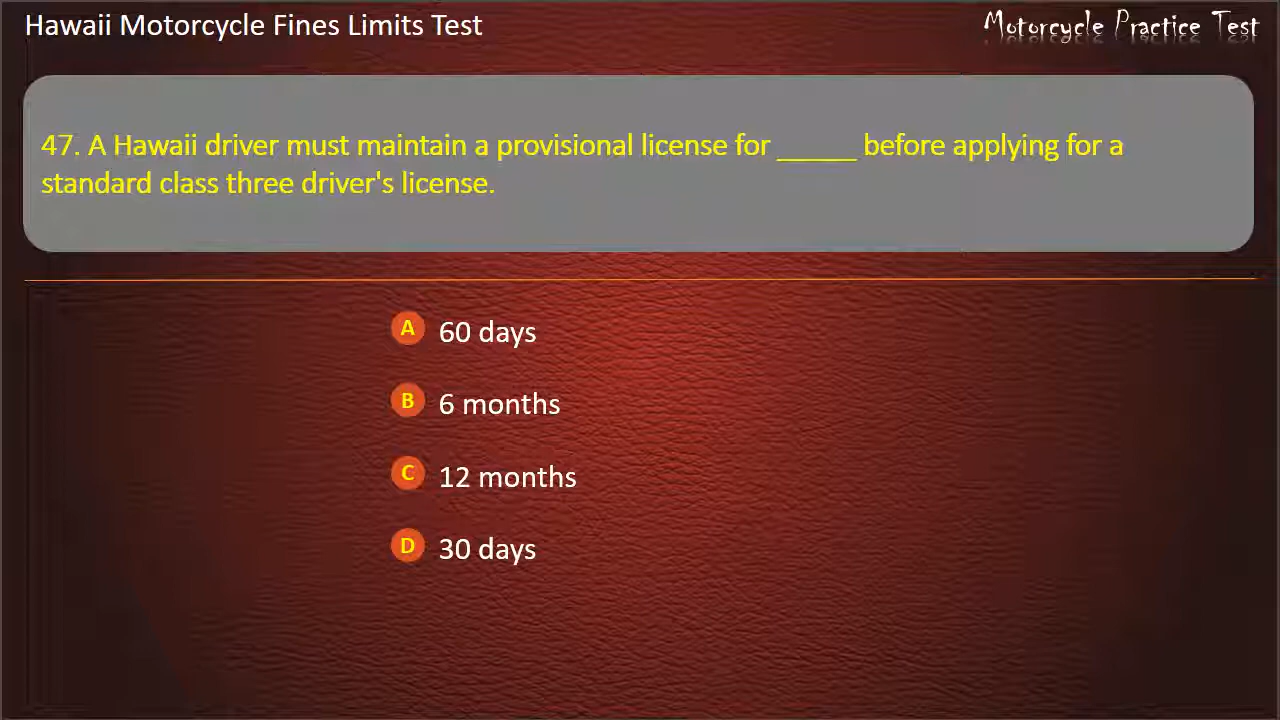 Hawaii Motorcycle Fines Limits Test
Motorcycle Practice Test
47. A Hawaii driver must maintain a provisional license for _____ before applying for a
standard class three driver's license.
A 60 days
B 6 months
C 12 months
D 30 days